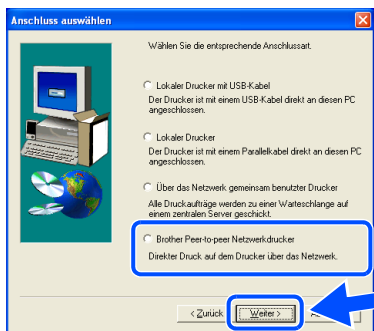 Anschluss auswählen
Wählen Sie die entsprechende Anschlussart.
Lokaler Drucker mit USB-Kabel
Der Drucker ist mit einem USB-Kabel direkt an diesen PC
angeschlossen.
Lokaler Drucker
Der Drucker ist mit einem Parallelkabel direkt an diesen PC
angeschlossen.
Über das Netzwerk gemeinsam benutzter Drucker
Alle Druckaufträge werden zu einer Warteschlange auf
einem zentralen Server geschickt.
Brother Peer-to-peer Netzwerkdrucker
Direkter Druck auf dem Drucker über das Netzwerk.
< Zurück Weiter >